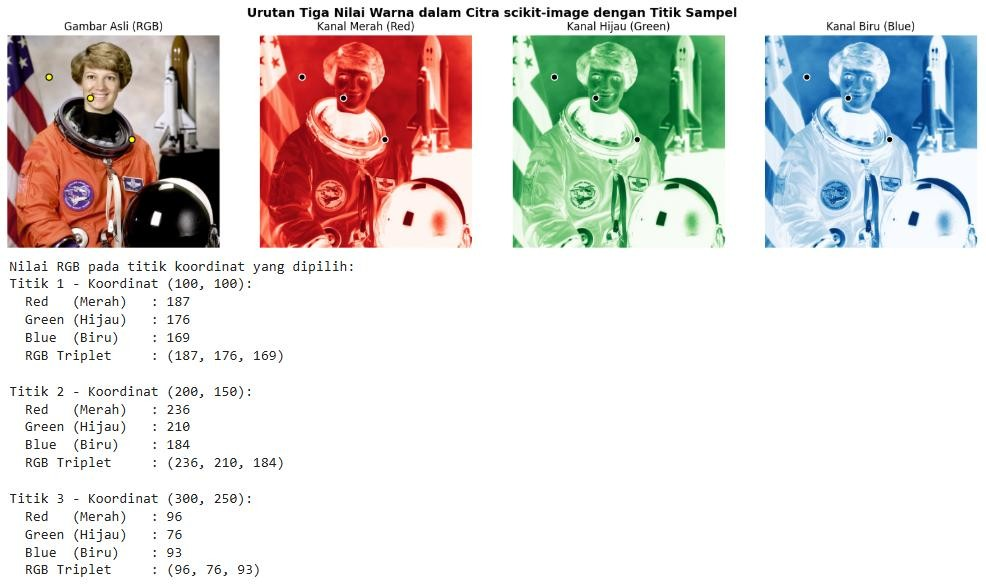 Urutan Tiga Nilai Warna dalam Citra scikit-image dengan Titik Sampel
Gambar Asli (RGB)
Kanal Merah (Red)
Kanal Hijau (Green)
Kanal Biru (Blue)
Nilai RGB pada titik koordinat yang dipilih:
Titik 1 - Koordinat (100, 100):
Red   (Merah)   : 187
Green (Hijau)   : 176
Blue  (Biru)    : 169
RGB Triplet     : (187, 176, 169)
Titik 2 - Koordinat (200, 150):
Red   (Merah)   : 236
Green (Hijau)   : 210
Blue  (Biru)    : 184
RGB Triplet     : (236, 210, 184)
Titik 3 - Koordinat (300, 250):
Red   (Merah)   : 96
Green (Hijau)   : 76
Blue  (Biru)    : 93
RGB Triplet     : (96, 76, 93)